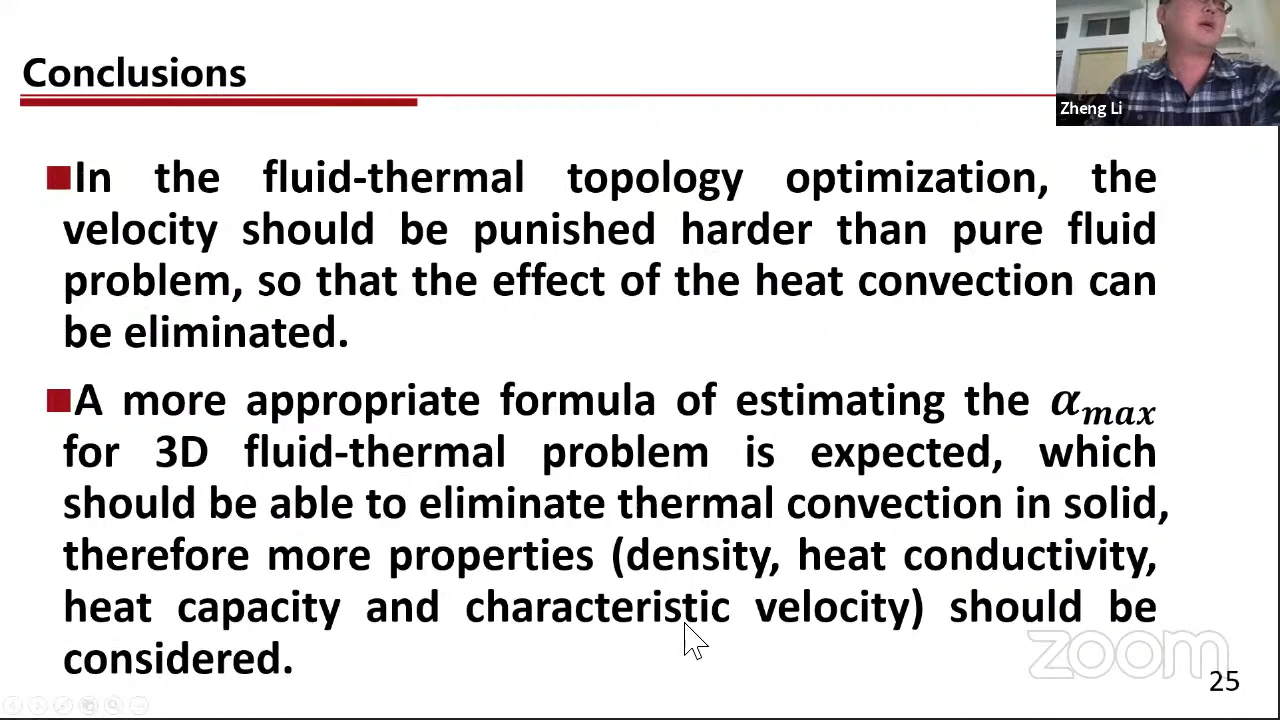 Conclusions
Zheng Li
■In the fluid-thermal topology optimization, the
velocity should be punished harder than pure fluid
problem, so that the effect of the heat convection can
be eliminated.
■A more appropriate formula of estimating the α_max
for 3D fluid-thermal problem is expected, which
should be able to eliminate thermal convection in solid,
therefore more properties (density, heat conductivity,
heat capacity and characteristic velocity) should be
considered.
zoom
25